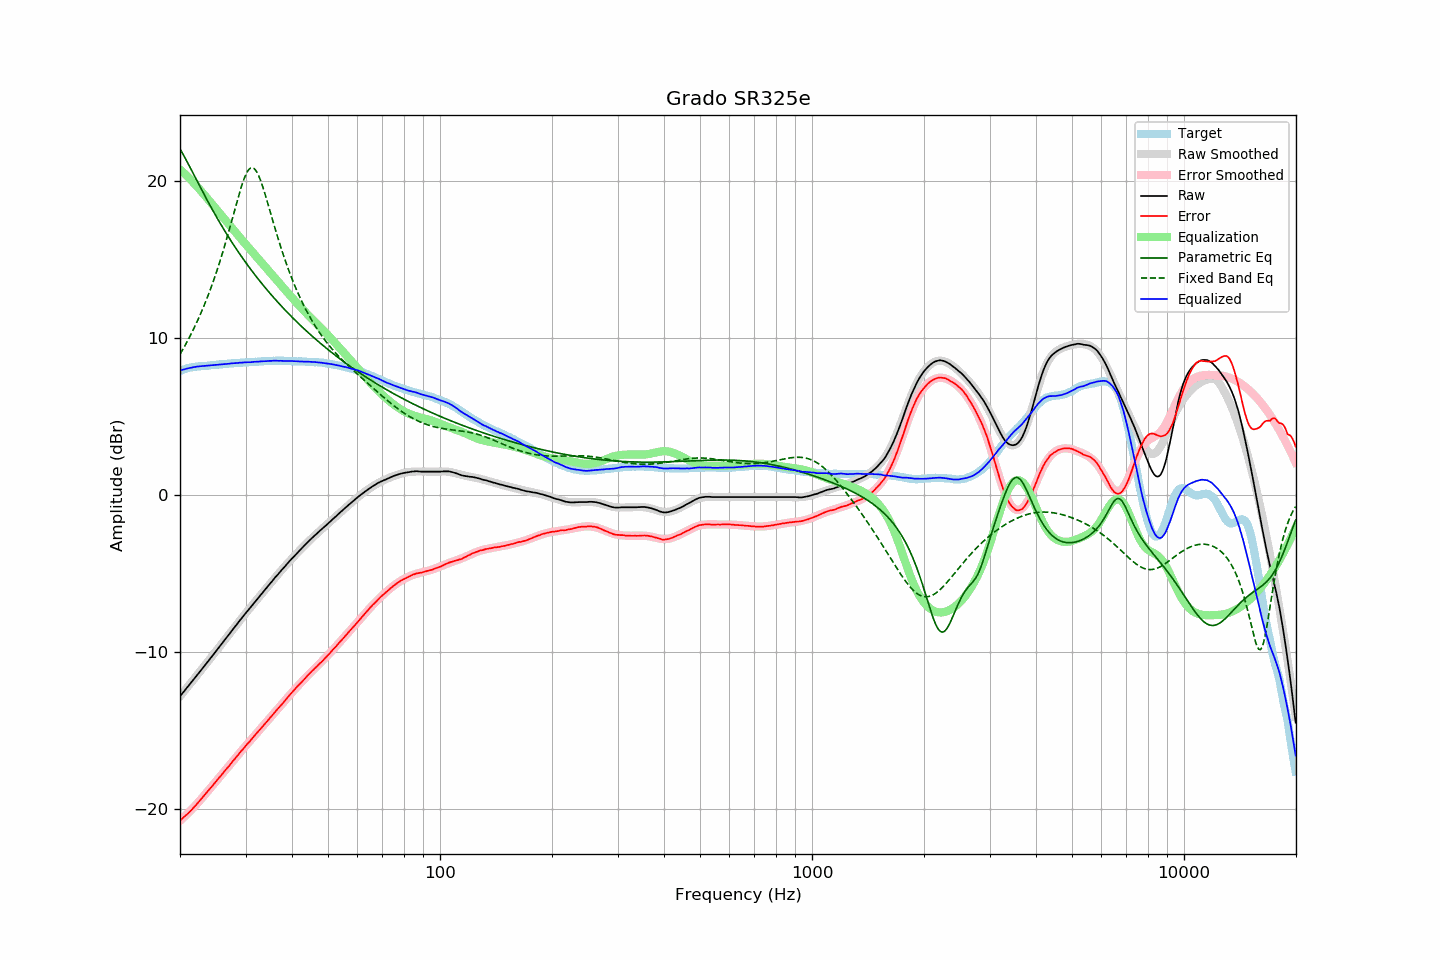 Grado SR325e
Target
Raw Smoothed
Error Smoothed
Raw
Error
Equalization
Parametric Eq
Fixed Band Eq
Equalized
20
10
0
−10
−20
Amplitude (dBr)
100
1000
10000
Frequency (Hz)